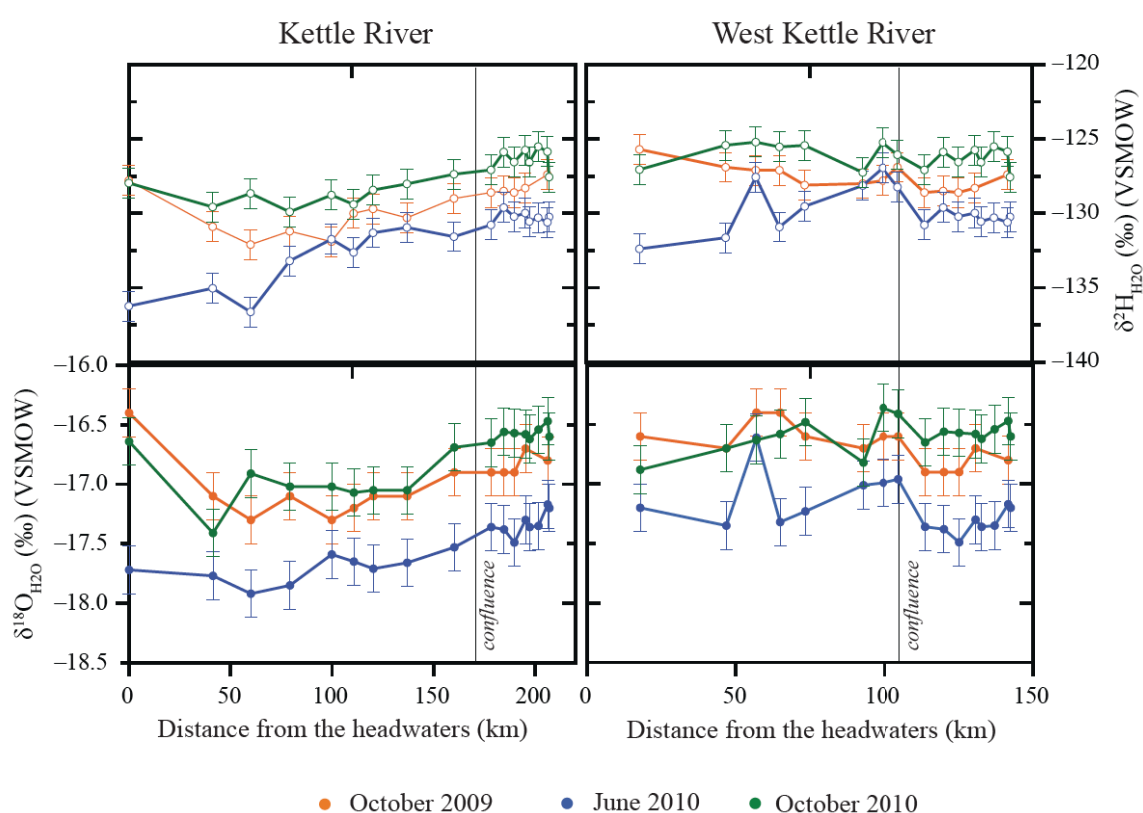 Kettle River
West Kettle River
−120
−125
−130
−135
−140
δ²H_H2O (‰) (VSMOW)
−16.0
−16.5
−17.0
−17.5
−18.0
−18.5
δ¹⁸O_H2O (‰) (VSMOW)
confluence
confluence
0 50 100 150 200
0 50 100 150
Distance from the headwaters (km)
Distance from the headwaters (km)
October 2009 June 2010 October 2010